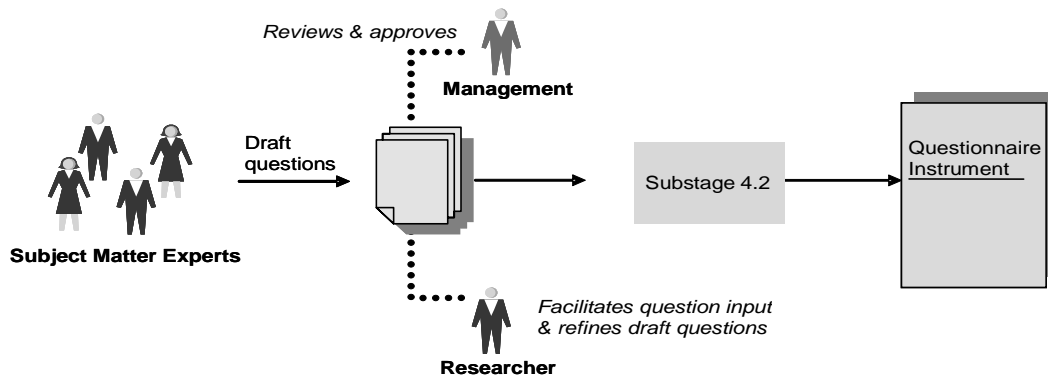 Reviews & approves
Management
Draft
questions
Subject Matter Experts
Substage 4.2
Questionnaire
Instrument
Facilitates question input
& refines draft questions
Researcher